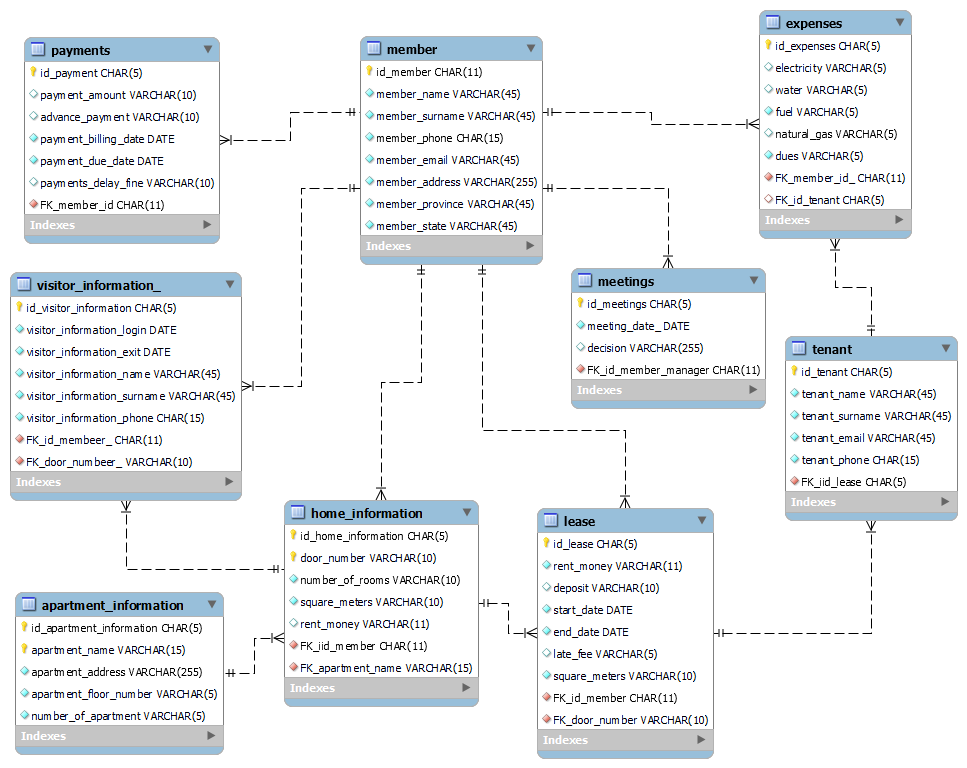 payments
id_payment CHAR(5)
payment_amount VARCHAR(10)
advance_payment VARCHAR(10)
payment_billing_date DATE
payment_due_date DATE
payments_delay_fine VARCHAR(10)
FK_member_id CHAR(11)
Indexes
member
id_member CHAR(11)
member_name VARCHAR(45)
member_surname VARCHAR(45)
member_phone CHAR(15)
member_email VARCHAR(45)
member_address VARCHAR(255)
member_province VARCHAR(45)
member_state VARCHAR(45)
Indexes
expenses
id_expenses CHAR(5)
electricity VARCHAR(5)
water VARCHAR(5)
fuel VARCHAR(5)
natural_gas VARCHAR(5)
dues VARCHAR(5)
FK_member_id_ CHAR(11)
FK_id_tenant CHAR(5)
Indexes
visitor_information_
id_visitor_information CHAR(5)
visitor_information_login DATE
visitor_information_exit DATE
visitor_information_name VARCHAR(45)
visitor_information_surname VARCHAR(45)
visitor_information_phone CHAR(15)
FK_id_membeer_ CHAR(11)
FK_door_numbeer_ VARCHAR(10)
Indexes
meetings
id_meetings CHAR(5)
meeting_date_ DATE
decision VARCHAR(255)
FK_id_member_manager CHAR(11)
Indexes
tenant
id_tenant CHAR(5)
tenant_name VARCHAR(45)
tenant_surname VARCHAR(45)
tenant_email VARCHAR(45)
tenant_phone CHAR(15)
FK_iid_lease CHAR(5)
Indexes
home_information
id_home_information CHAR(5)
door_number VARCHAR(10)
number_of_rooms VARCHAR(10)
square_meters VARCHAR(10)
rent_money VARCHAR(11)
FK_iid_member CHAR(11)
FK_apartment_name VARCHAR(15)
Indexes
lease
id_lease CHAR(5)
rent_money VARCHAR(11)
deposit VARCHAR(10)
start_date DATE
end_date DATE
late_fee VARCHAR(5)
square_meters VARCHAR(10)
FK_id_member CHAR(11)
FK_door_number VARCHAR(10)
Indexes
apartment_information
id_apartment_information CHAR(5)
apartment_name VARCHAR(15)
apartment_address VARCHAR(255)
apartment_floor_number VARCHAR(5)
number_of_apartment VARCHAR(5)
Indexes